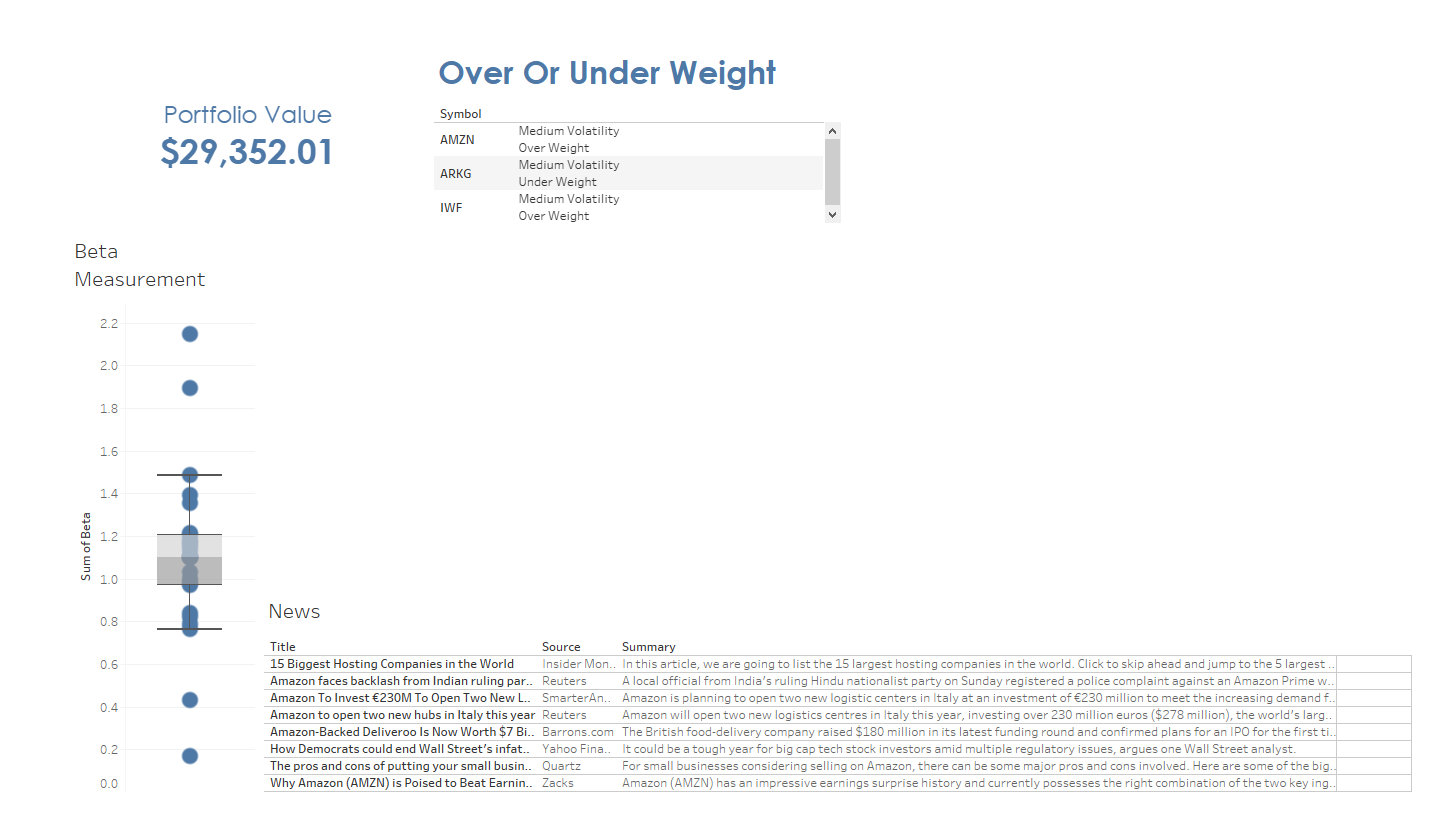 Over Or Under Weight
Portfolio Value
$29,352.01
Symbol
AMZN
Medium Volatility
Over Weight
ARKG
Medium Volatility
Under Weight
IWF
Medium Volatility
Over Weight
Beta
Measurement
2.2
2.0
1.8
1.6
1.4
1.2
1.0
0.8
0.6
0.4
0.2
0.0
Sum of Beta
News
Title Source Summary
15 Biggest Hosting Companies in the World Insider Mon.. In this article, we are going to list the 15 largest hosting companies in the world. Click to skip ahead and jump to the 5 largest ..
Amazon faces backlash from Indian ruling par.. Reuters A local official from India's ruling Hindu nationalist party on Sunday registered a police complaint against an Amazon Prime w..
Amazon To Invest €230M To Open Two New L.. SmarterAn.. Amazon is planning to open two new logistic centers in Italy at an investment of €230 million to meet the increasing demand f..
Amazon to open two new hubs in Italy this year Reuters Amazon will open two new logistics centres in Italy this year, investing over 230 million euros ($278 million), the world's larg..
Amazon-Backed Deliveroo Is Now Worth $7 Bi.. Barrons.com The British food-delivery company raised $180 million in its latest funding round and confirmed plans for an IPO for the first ti..
How Democrats could end Wall Street's infat.. Yahoo Fina.. It could be a tough year for big cap tech stock investors amid multiple regulatory issues, argues one Wall Street analyst.
The pros and cons of putting your small busin.. Quartz For small businesses considering selling on Amazon, there can be some major pros and cons involved. Here are some of the big..
Why Amazon (AMZN) is Poised to Beat Earnin.. Zacks Amazon (AMZN) has an impressive earnings surprise history and currently possesses the right combination of the two key ing..